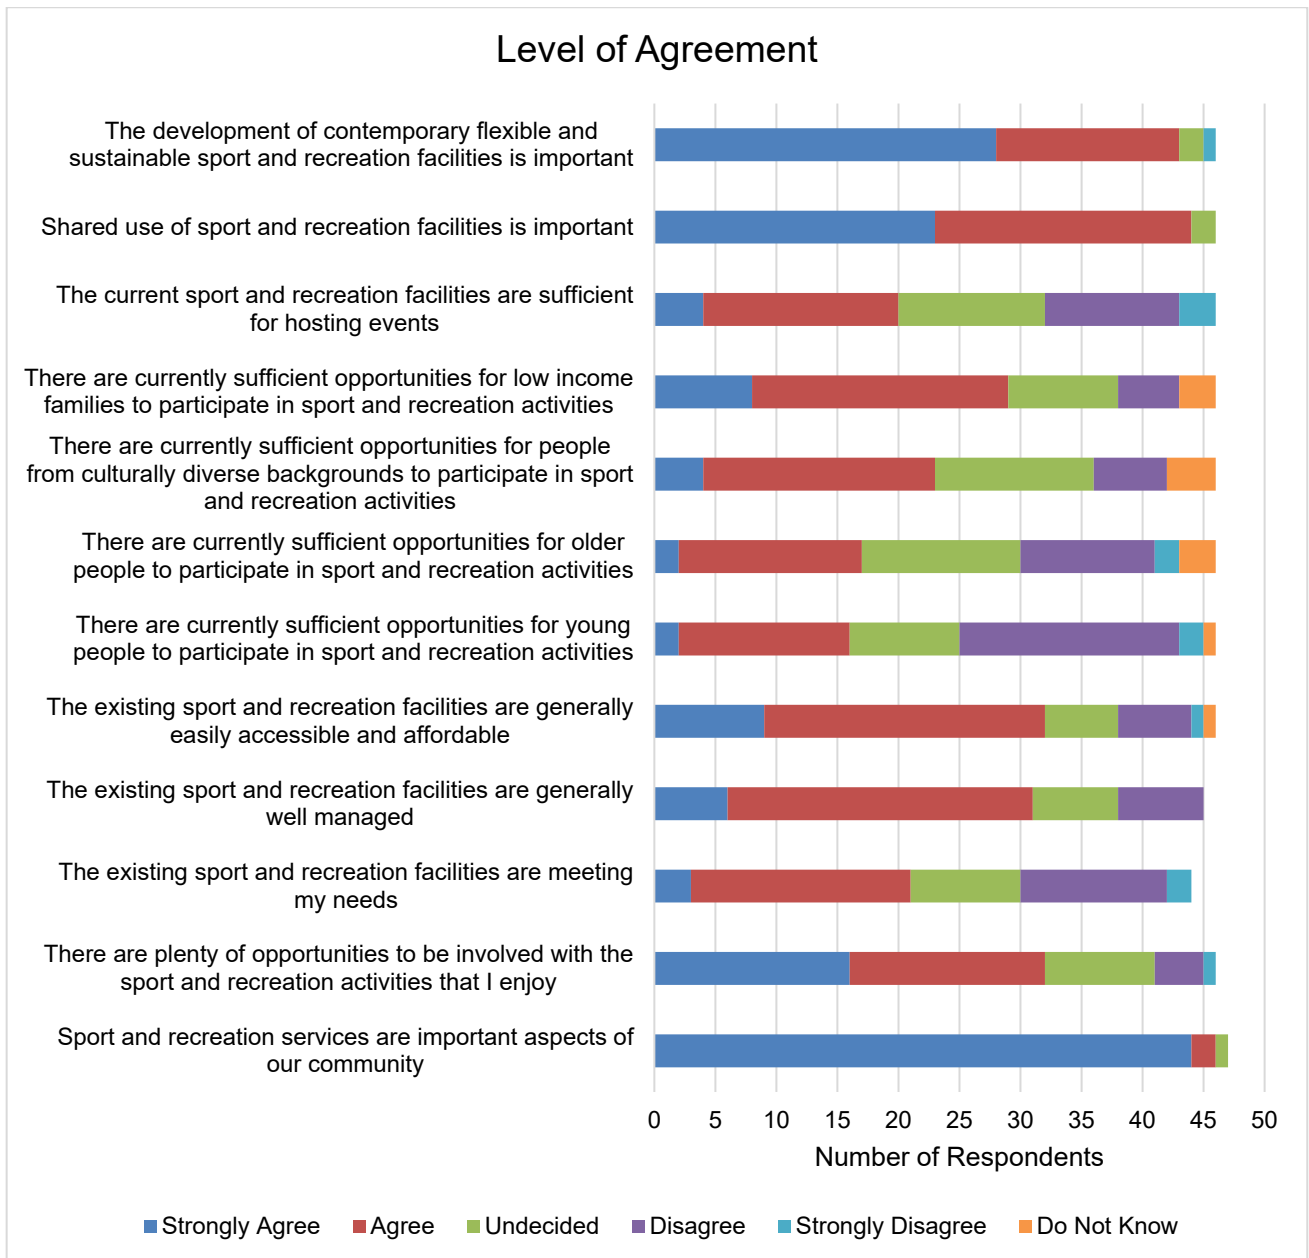 Level of Agreement
The development of contemporary flexible and
sustainable sport and recreation facilities is important
Shared use of sport and recreation facilities is important
The current sport and recreation facilities are sufficient
for hosting events
There are currently sufficient opportunities for low income
families to participate in sport and recreation activities
There are currently sufficient opportunities for people
from culturally diverse backgrounds to participate in sport
and recreation activities
There are currently sufficient opportunities for older
people to participate in sport and recreation activities
There are currently sufficient opportunities for young
people to participate in sport and recreation activities
The existing sport and recreation facilities are generally
easily accessible and affordable
The existing sport and recreation facilities are generally
well managed
The existing sport and recreation facilities are meeting
my needs
There are plenty of opportunities to be involved with the
sport and recreation activities that I enjoy
Sport and recreation services are important aspects of
our community
0 5 10 15 20 25 30 35 40 45 50
Number of Respondents
Strongly Agree Agree Undecided Disagree Strongly Disagree Do Not Know